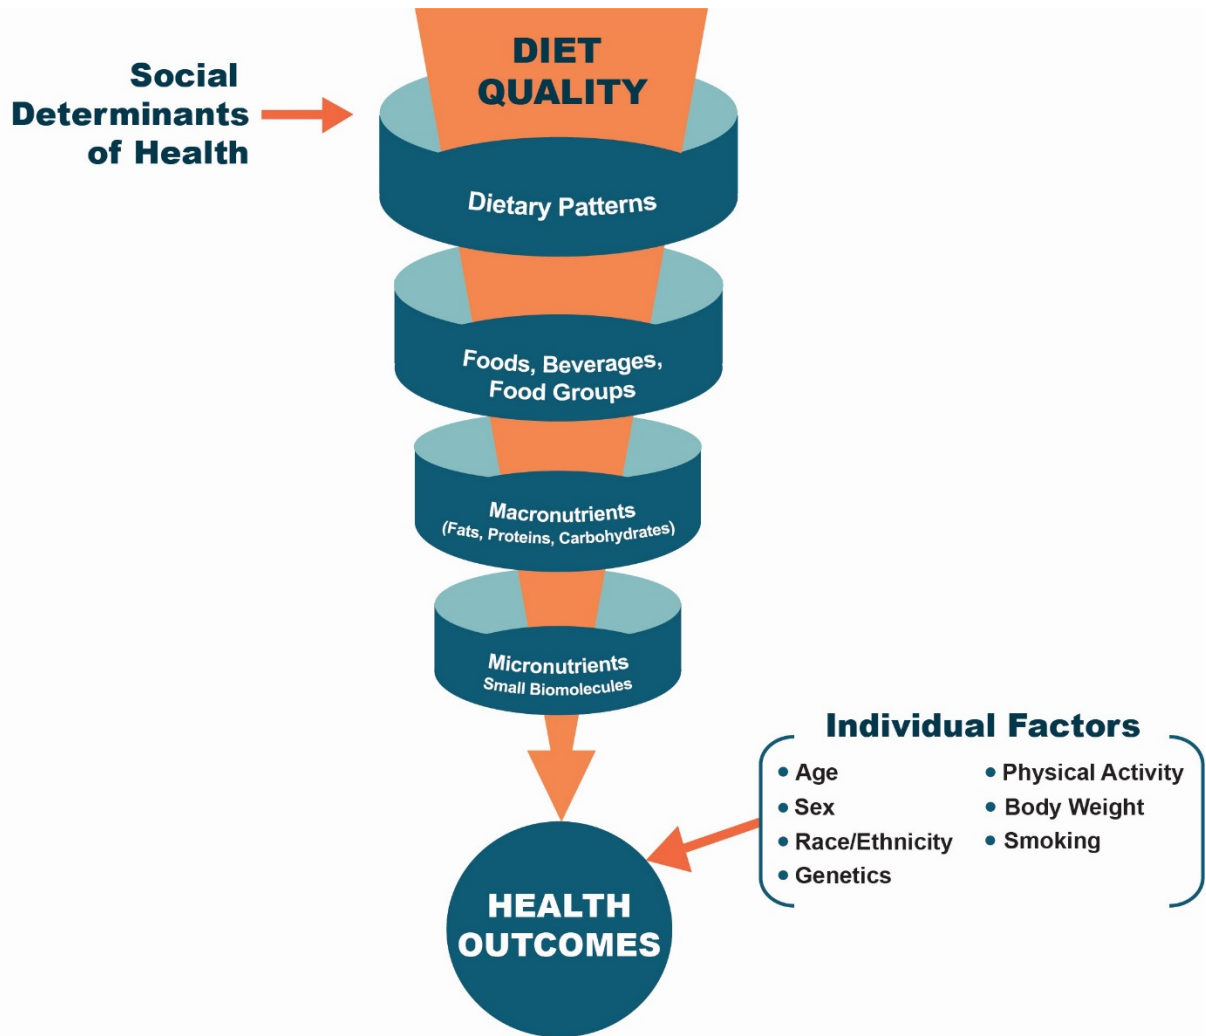 DIET
QUALITY
Social
Determinants
of Health
Dietary Patterns
Foods, Beverages,
Food Groups
Macronutrients
(Fats, Proteins, Carbohydrates)
Micronutrients
Small Biomolecules
Individual Factors
• Age
• Sex
• Race/Ethnicity
• Genetics
• Physical Activity
• Body Weight
• Smoking
HEALTH
OUTCOMES